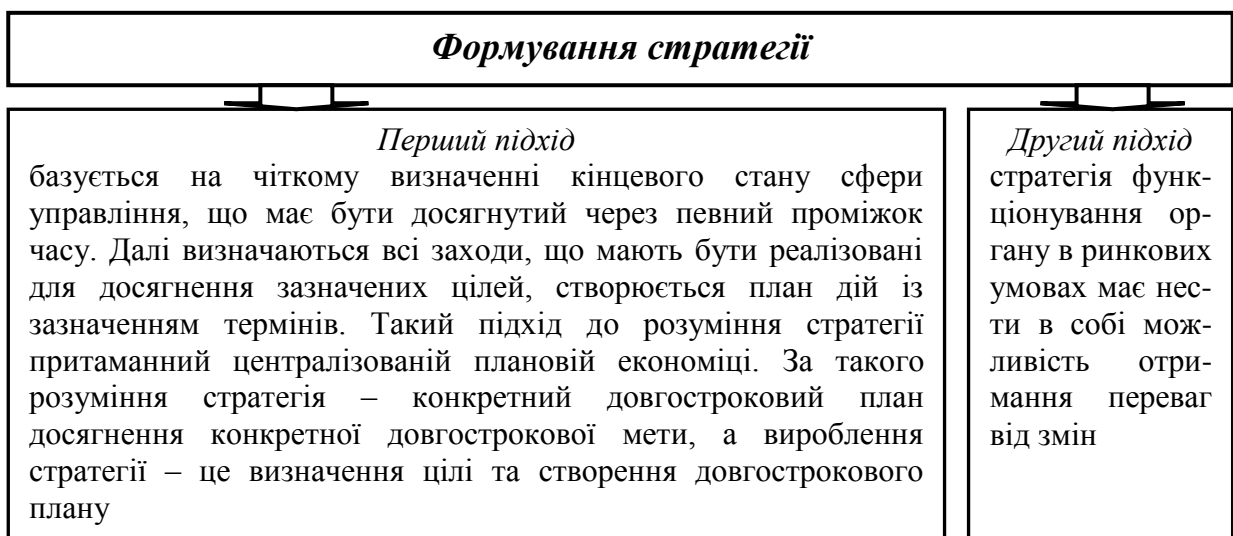 Формування стратегії
Перший підхід
базується на чіткому визначенні кінцевого стану сфери
управління, що має бути досягнутий через певний проміжок
часу. Далі визначаються всі заходи, що мають бути реалізовані
для досягнення зазначених цілей, створюється план дій із
зазначенням термінів. Такий підхід до розуміння стратегії
притаманний централізованій плановій економіці. За такого
розуміння стратегія – конкретний довгостроковий план
досягнення конкретної довгострокової мети, а вироблення
стратегії – це визначення цілі та створення довгострокового
плану
Другий підхід
стратегія функ-
ціонування ор-
гану в ринкових
умовах має нес-
ти в собі мож-
ливість отри-
мання переваг
від змін